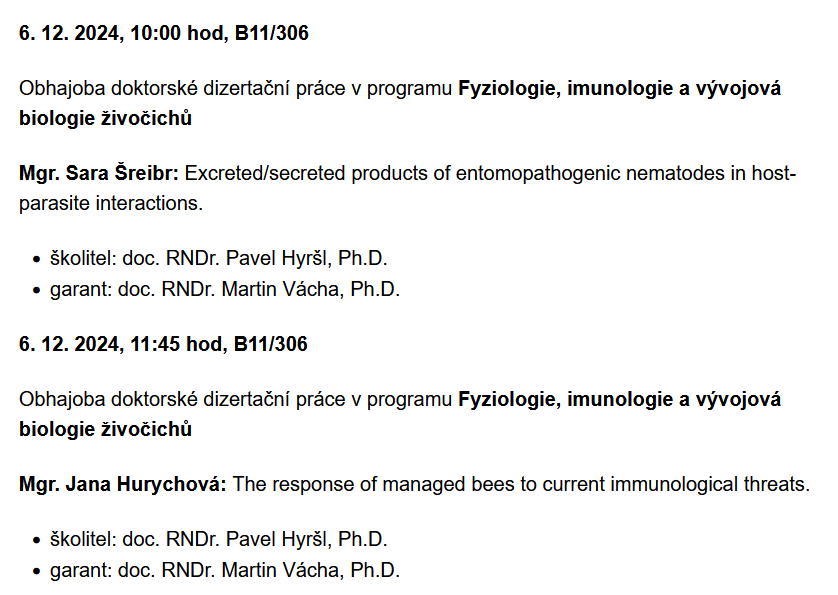 6. 12. 2024, 10:00 hod, B11/306
Obhajoba doktorské dizertační práce v programu Fyziologie, imunologie a vývojová
biologie živočichů
Mgr. Sara Šreibr: Excreted/secreted products of entomopathogenic nematodes in host-
parasite interactions.
• školitel: doc. RNDr. Pavel Hyršl, Ph.D.
• garant: doc. RNDr. Martin Vácha, Ph.D.
6. 12. 2024, 11:45 hod, B11/306
Obhajoba doktorské dizertační práce v programu Fyziologie, imunologie a vývojová
biologie živočichů
Mgr. Jana Hurychová: The response of managed bees to current immunological threats.
• školitel: doc. RNDr. Pavel Hyršl, Ph.D.
• garant: doc. RNDr. Martin Vácha, Ph.D.